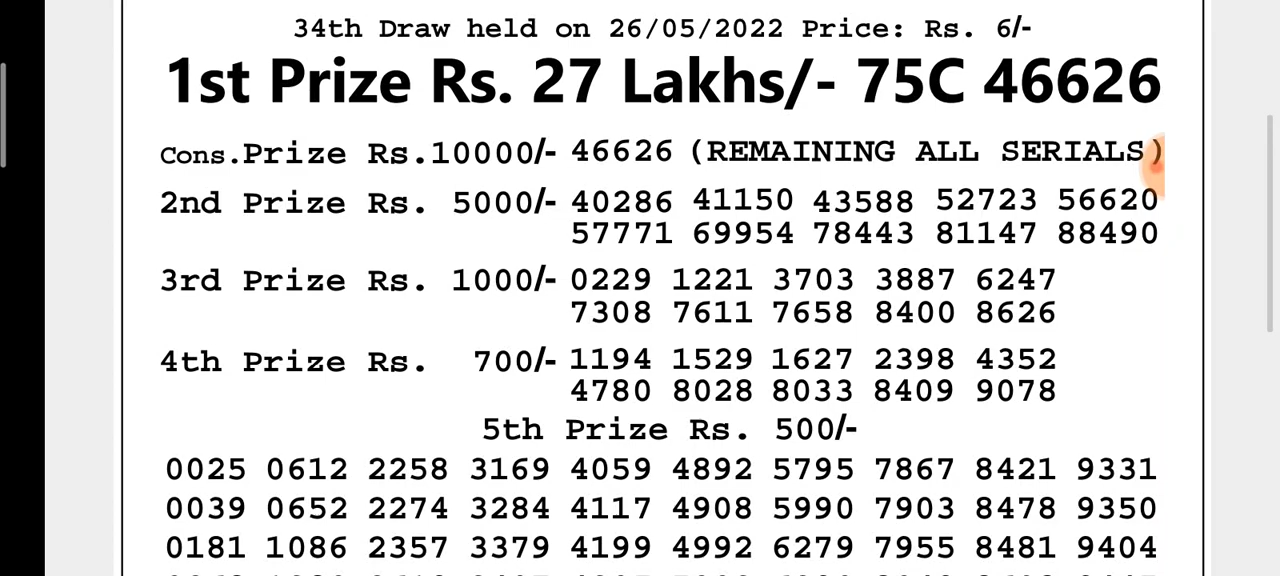 34th Draw held on 26/05/2022 Price: Rs. 6/-
1st Prize Rs. 27 Lakhs/- 75C 46626
Cons.Prize Rs.10000/- 46626 (REMAINING ALL SERIALS)
2nd Prize Rs. 5000/- 40286 41150 43588 52723 56620
57771 69954 78443 81147 88490
3rd Prize Rs. 1000/- 0229 1221 3703 3887 6247
7308 7611 7658 8400 8626
4th Prize Rs. 700/- 1194 1529 1627 2398 4352
4780 8028 8033 8409 9078
5th Prize Rs. 500/-
0025 0612 2258 3169 4059 4892 5795 7867 8421 9331
0039 0652 2274 3284 4117 4908 5990 7903 8478 9350
0181 1086 2357 3379 4199 4992 6279 7955 8481 9404